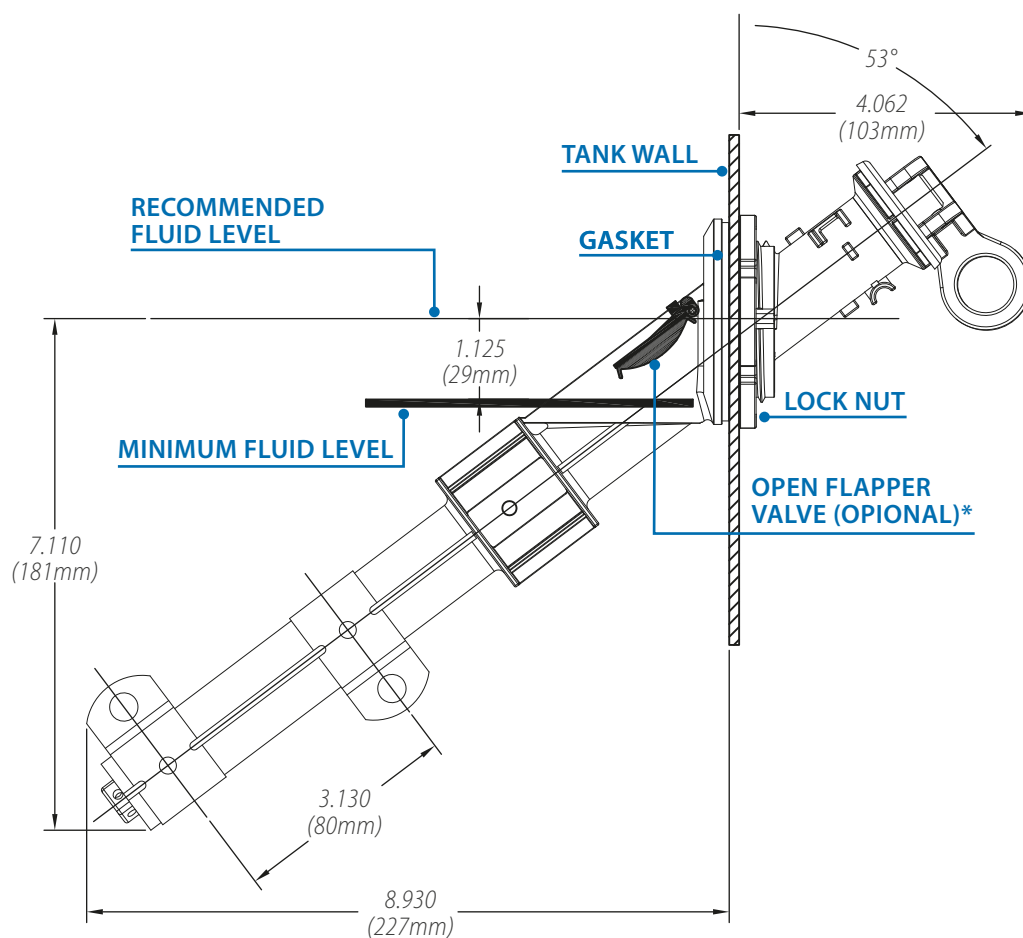 53°
4.062
(103mm)
TANK WALL
RECOMMENDED
FLUID LEVEL
GASKET
1.125
(29mm)
LOCK NUT
MINIMUM FLUID LEVEL
OPEN FLAPPER
VALVE (OPIONAL)*
7.110
(181mm)
3.130
(80mm)
8.930
(227mm)